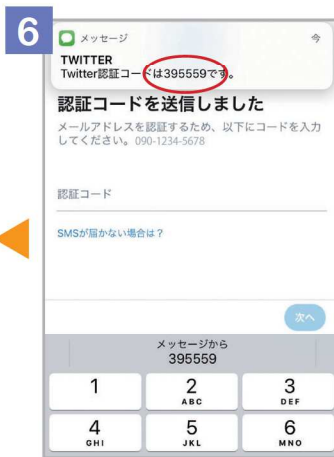 6
メッセージ
今
TWITTER
Twitter認証コードは395559です。
認証コードを送信しました
メールアドレスを認証するため、以下にコードを入力
してください。090-1234-5678
認証コード
SMSが届かない場合は？
次へ
メッセージから
395559
1
2
ABC
3
DEF
4
GHI
5
JKL
6
MNO